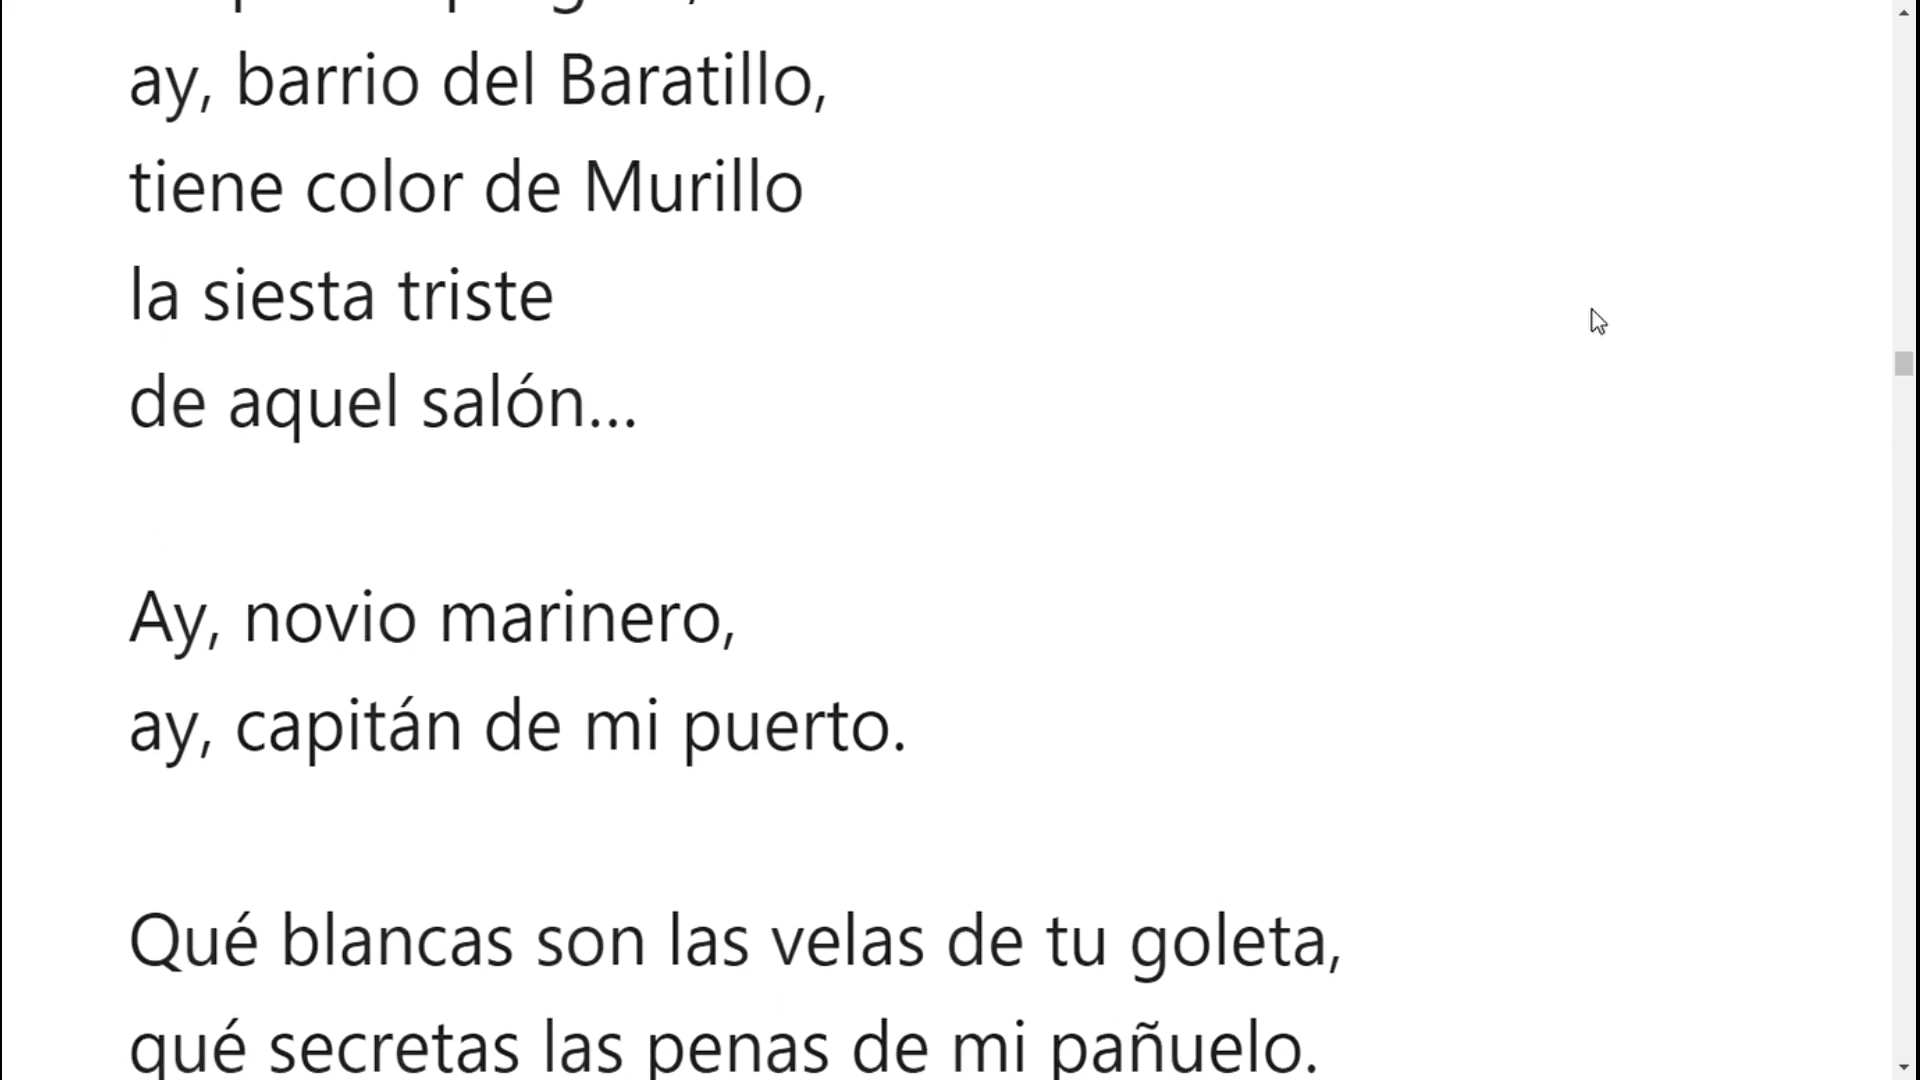 ay, barrio del Baratillo,
tiene color de Murillo
la siesta triste
de aquel salón...
Ay, novio marinero,
ay, capitán de mi puerto.
Qué blancas son las velas de tu goleta,
qué secretas las penas de mi pañuelo.